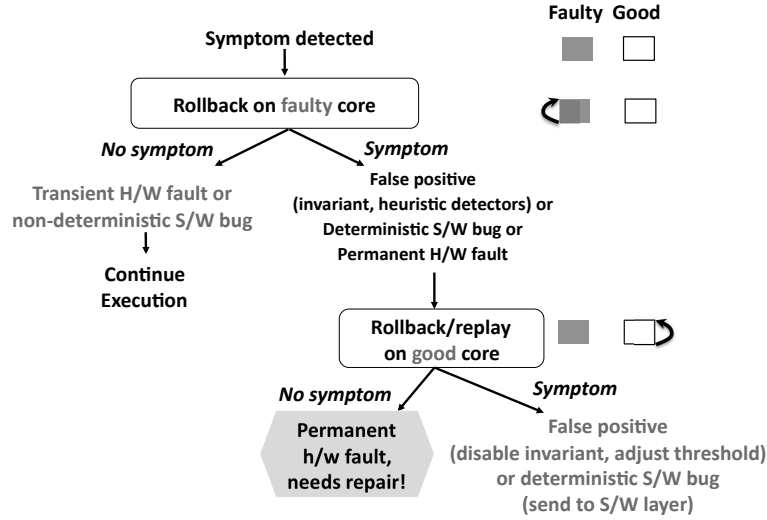 Faulty Good
Symptom detected
Rollback on faulty core
No symptom
Symptom
Transient H/W fault or
non-deterministic S/W bug
Continue
Execution
False positive
(invariant, heuristic detectors) or
Deterministic S/W bug or
Permanent H/W fault
Rollback/replay
on good core
No symptom
Symptom
Permanent
h/w fault,
needs repair!
False positive
(disable invariant, adjust threshold)
or deterministic S/W bug
(send to S/W layer)